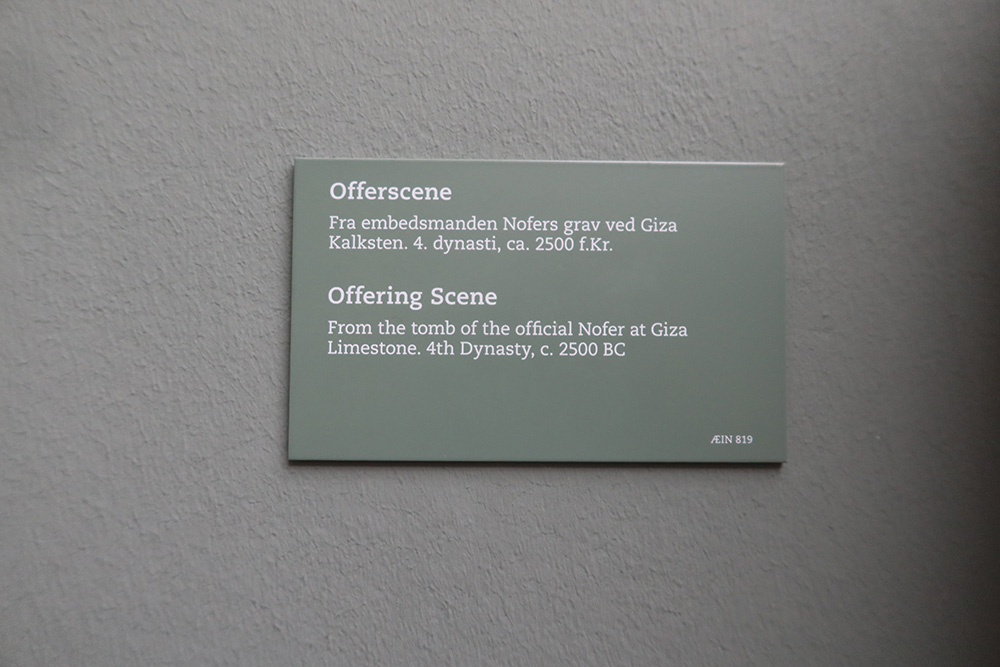 Offerscene
Fra embedsmanden Nofers grav ved Giza
Kalksten. 4. dynasti, ca. 2500 f.Kr.
Offering Scene
From the tomb of the official Nofer at Giza
Limestone. 4th Dynasty, c. 2500 BC
ÆIN 819